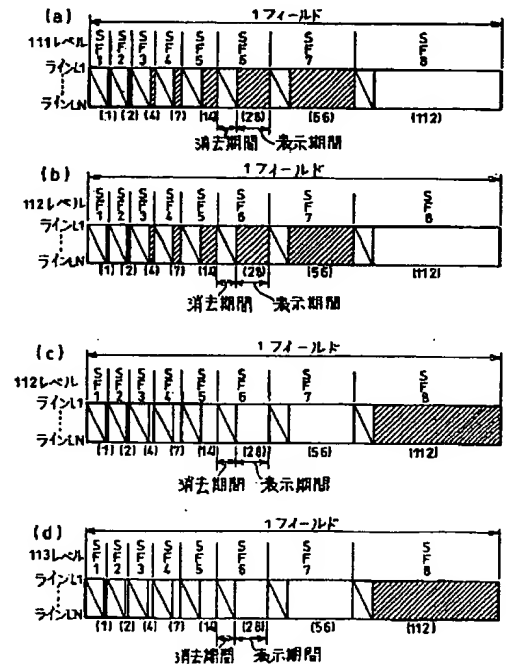 (a)
1フィールド
111レベル
SF1 SF2 SF3 SF4 SF5 SF6 SF7 SF8
ラインL1
ラインLN
(1) (2) (4) (7) (14) (28) (56) (112)
消去期間 表示期間
(b)
1フィールド
112レベル
SF1 SF2 SF3 SF4 SF5 SF6 SF7 SF8
ラインL1
ラインLN
(1) (2) (4) (7) (14) (28) (56) (112)
消去期間 表示期間
(c)
1フィールド
112レベル
SF1 SF2 SF3 SF4 SF5 SF6 SF7 SF8
ラインL1
ラインLN
(1) (2) (4) (7) (14) (28) (56) (112)
消去期間 表示期間
(d)
1フィールド
113レベル
SF1 SF2 SF3 SF4 SF5 SF6 SF7 SF8
ラインL1
ラインLN
(1) (2) (4) (7) (14) (28) (56) (112)
消去期間 表示期間